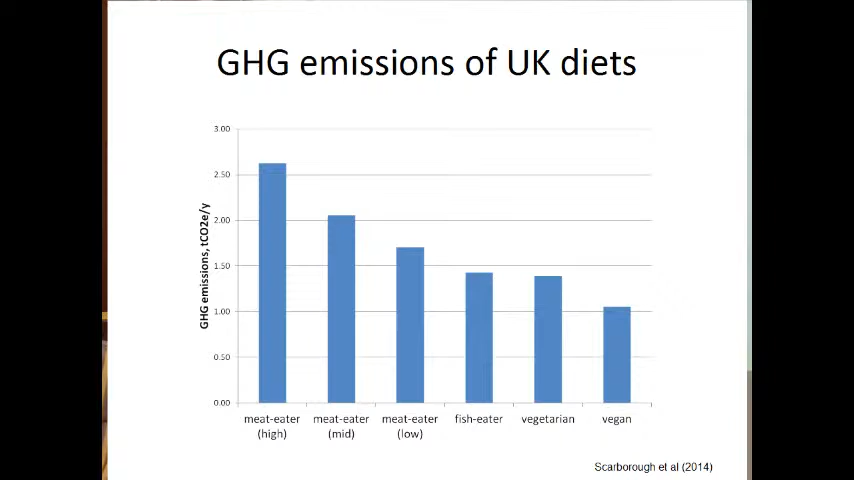 GHG emissions of UK diets
3.00
2.50
2.00
1.50
1.00
0.50
0.00
GHG emissions, tCO2e/y
meat-eater (high)
meat-eater (mid)
meat-eater (low)
fish-eater
vegetarian
vegan
Scarborough et al (2014)